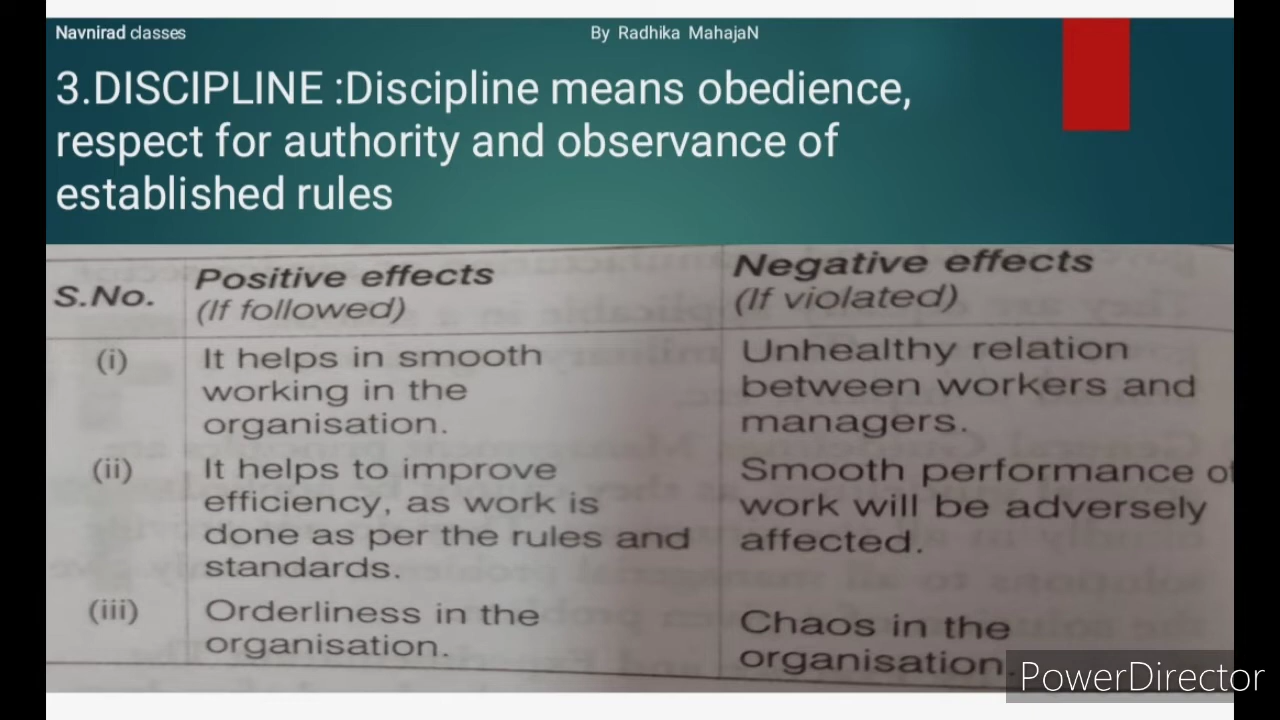 Navnirad classes
By Radhika MahajaN
3.DISCIPLINE :Discipline means obedience,
respect for authority and observance of
established rules
S.No.
Positive effects
(If followed)
Negative effects
(If violated)
(i)
It helps in smooth
working in the
organisation.
Unhealthy relation
between workers and
managers.
(ii)
It helps to improve
efficiency, as work is
done as per the rules and
standards.
Smooth performance of
work will be adversely
affected.
(iii)
Orderliness in the
organisation.
Chaos in the
organisation.
PowerDirector